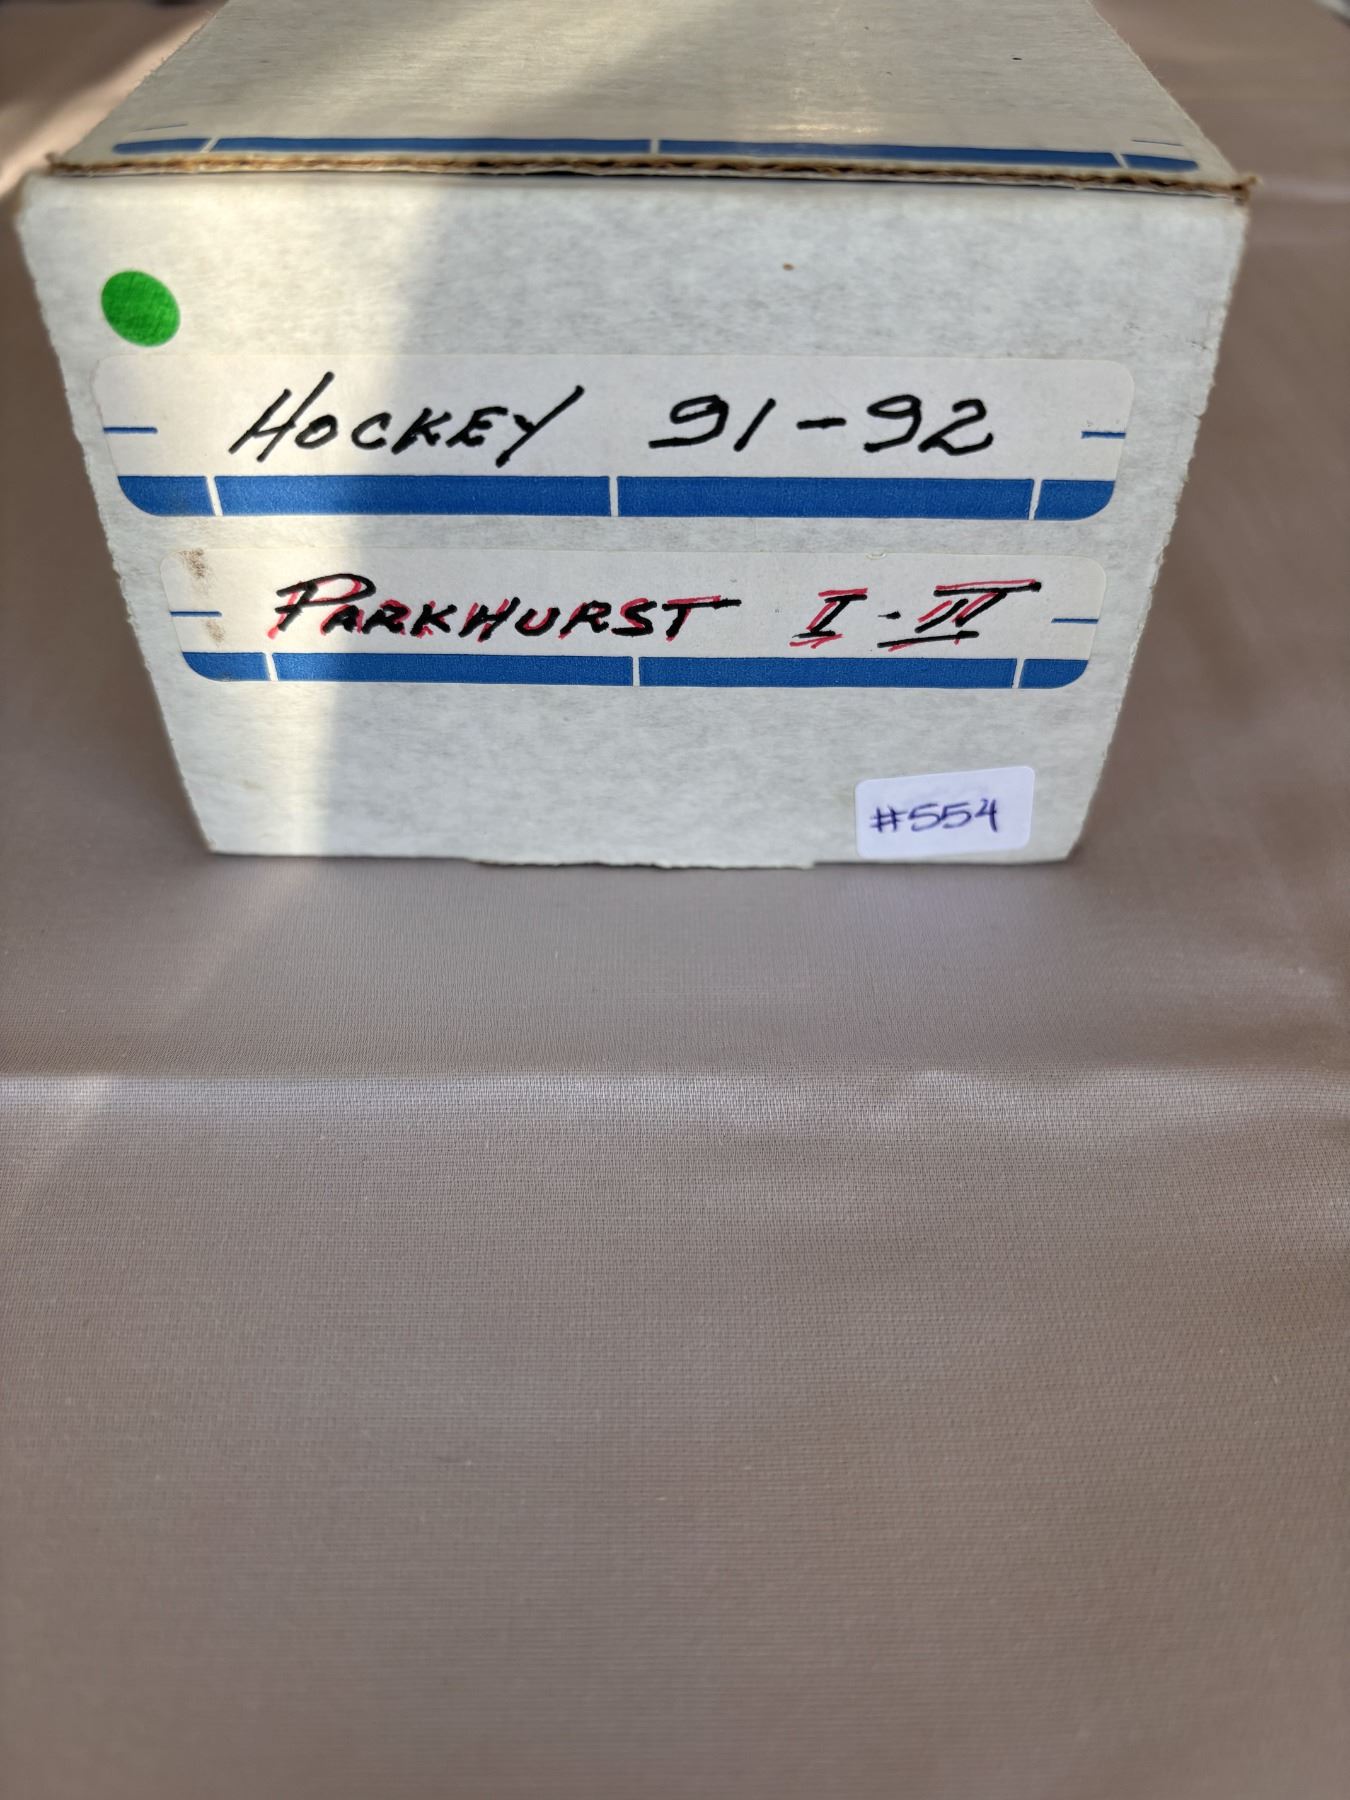 HOCKEY 91-92
PARKHURST I-II
#554